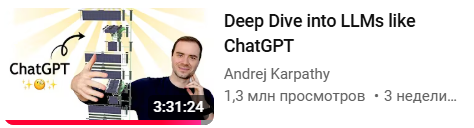 Deep Dive into LLMs like
ChatGPT
Andrej Karpathy
1,3 млн просмотров • 3 недели…
ChatGPT
3:31:24